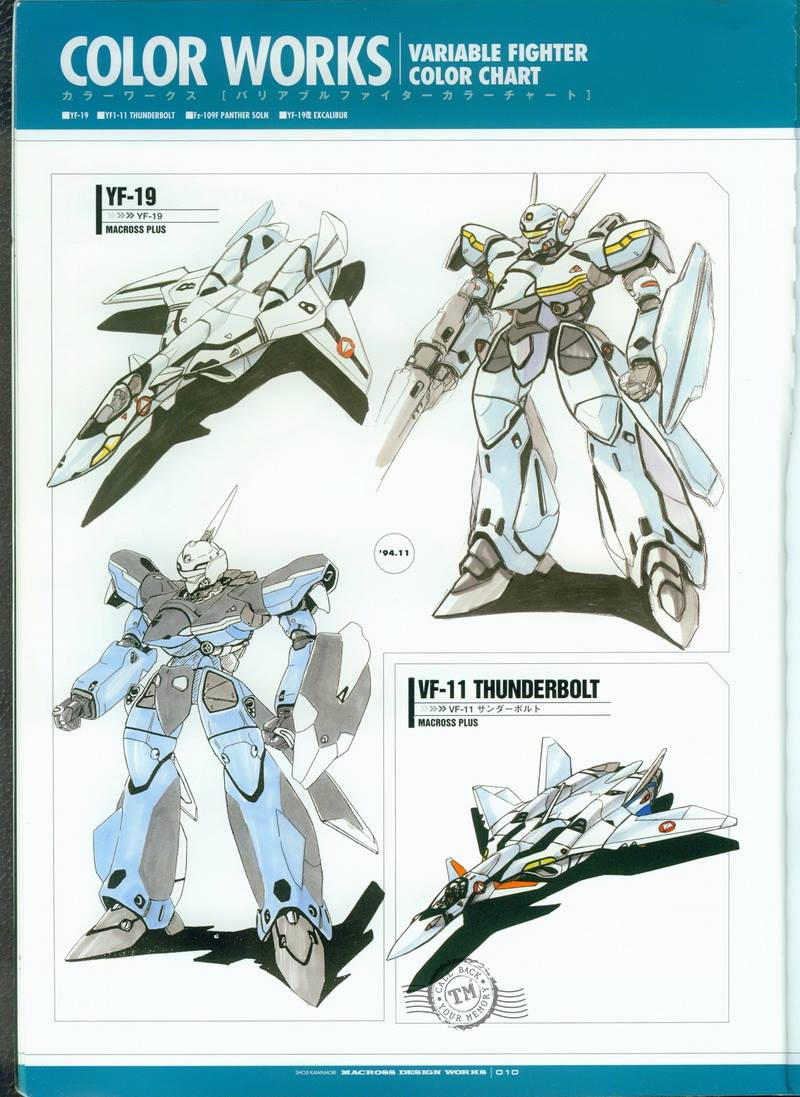 COLOR WORKS
VARIABLE FIGHTER
COLOR CHART
カラーワークス [バリアブルファイターカラーチャート]
■YF-19 ■YF1-11 THUNDERBOLT ■Fz-109F PANTHER SOLN ■YF-19改 EXCALIBUR
YF-19
>>> YF-19
MACROSS PLUS
8
8
'94.11
VF-11 THUNDERBOLT
>>> VF-11 サンダーボルト
MACROSS PLUS
CALL BACK
TM
YOUR MEMORY
SHOJI KAWAMORI MACROSS DESIGN WORKS 010